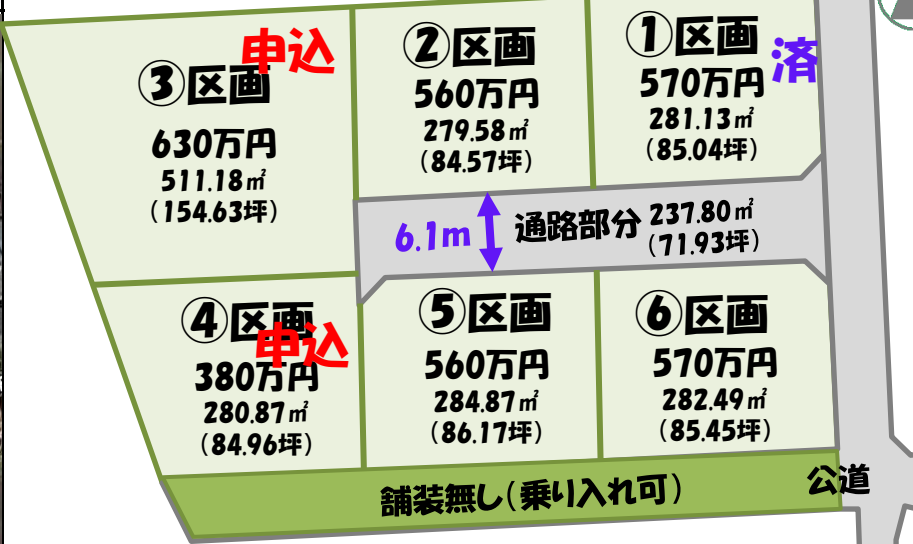 ③区画
申込
630万円
511.18㎡
(154.63坪)
②区画
560万円
279.58㎡
(84.57坪)
①区画
済
570万円
281.13㎡
(85.04坪)
6.1m
通路部分 237.80㎡
(71.93坪)
④区画
申込
380万円
280.87㎡
(84.96坪)
⑤区画
560万円
284.87㎡
(86.17坪)
⑥区画
570万円
282.49㎡
(85.45坪)
舗装無し(乗り入れ可)
公道